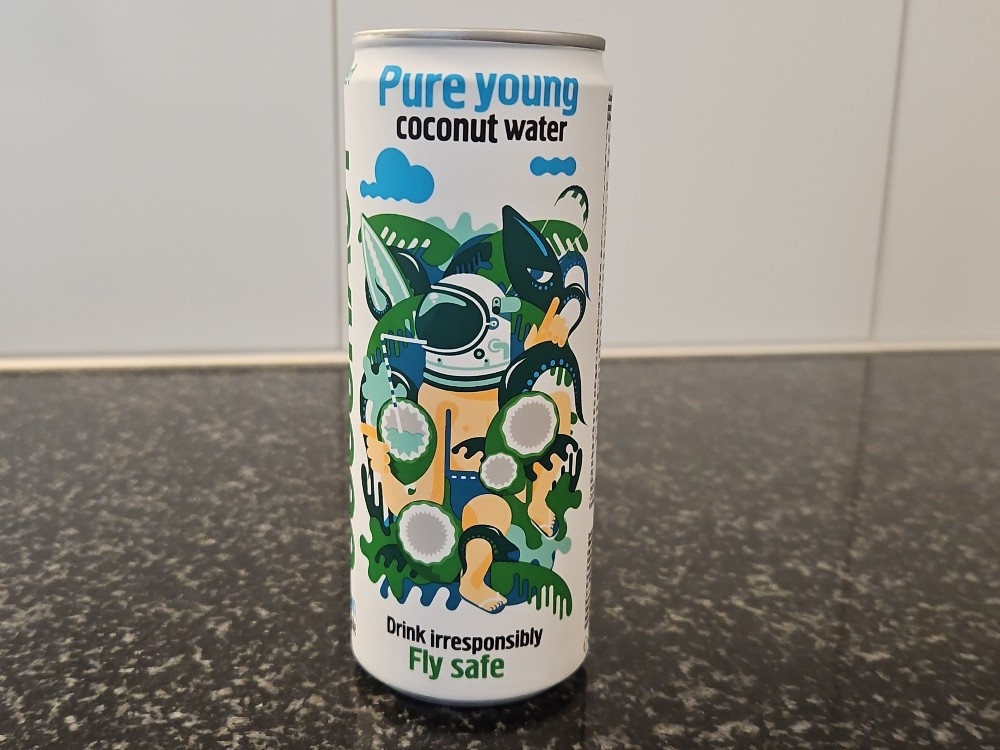 Pure young
coconut water
Drink irresponsibly
Fly safe